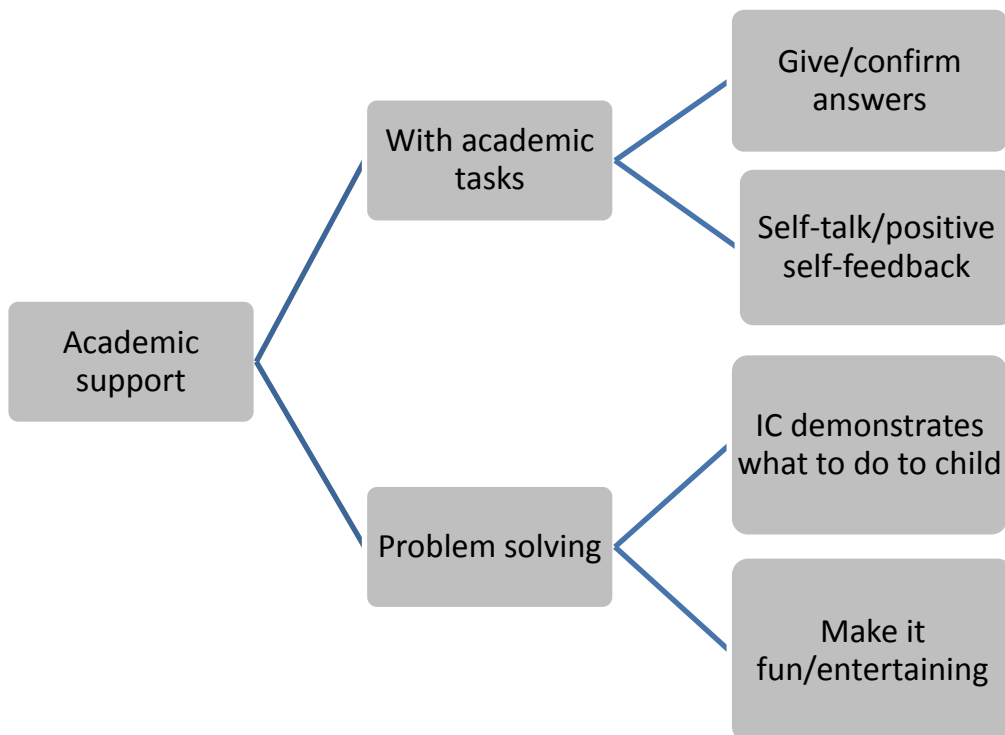 Academic
support
With academic
tasks
Give/confirm
answers
Self-talk/positive
self-feedback
Problem solving
IC demonstrates
what to do to child
Make it
fun/entertaining